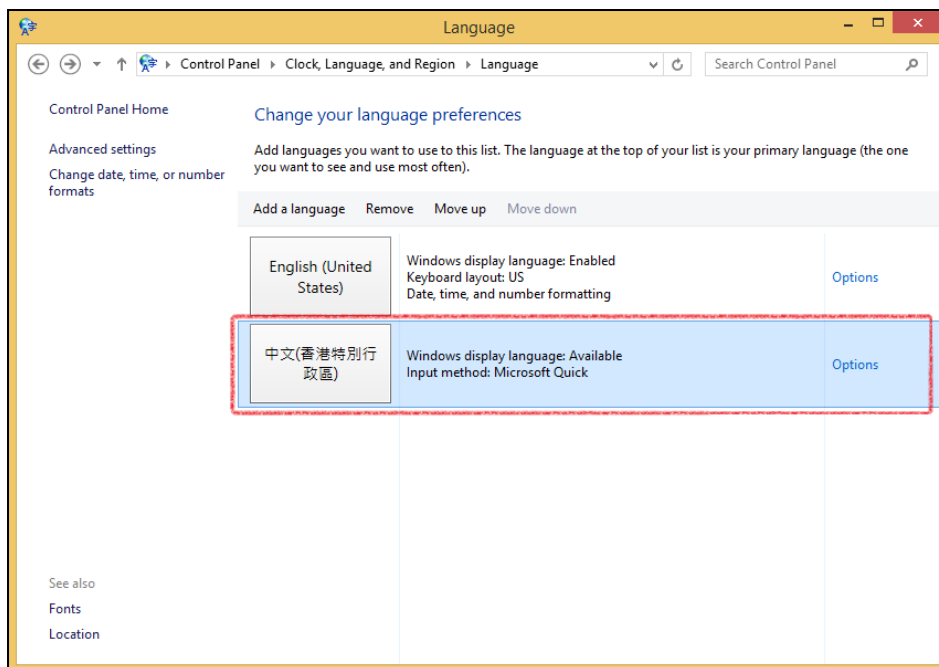 Language
Control Panel Clock, Language, and Region Language
Search Control Panel
Control Panel Home
Advanced settings
Change date, time, or number
formats
Change your language preferences
Add languages you want to use to this list. The language at the top of your list is your primary language (the one
you want to see and use most often).
Add a language Remove Move up Move down
English (United
States)
Windows display language: Enabled
Keyboard layout: US
Date, time, and number formatting
Options
中文(香港特別行
政區)
Windows display language: Available
Input method: Microsoft Quick
Options
See also
Fonts
Location